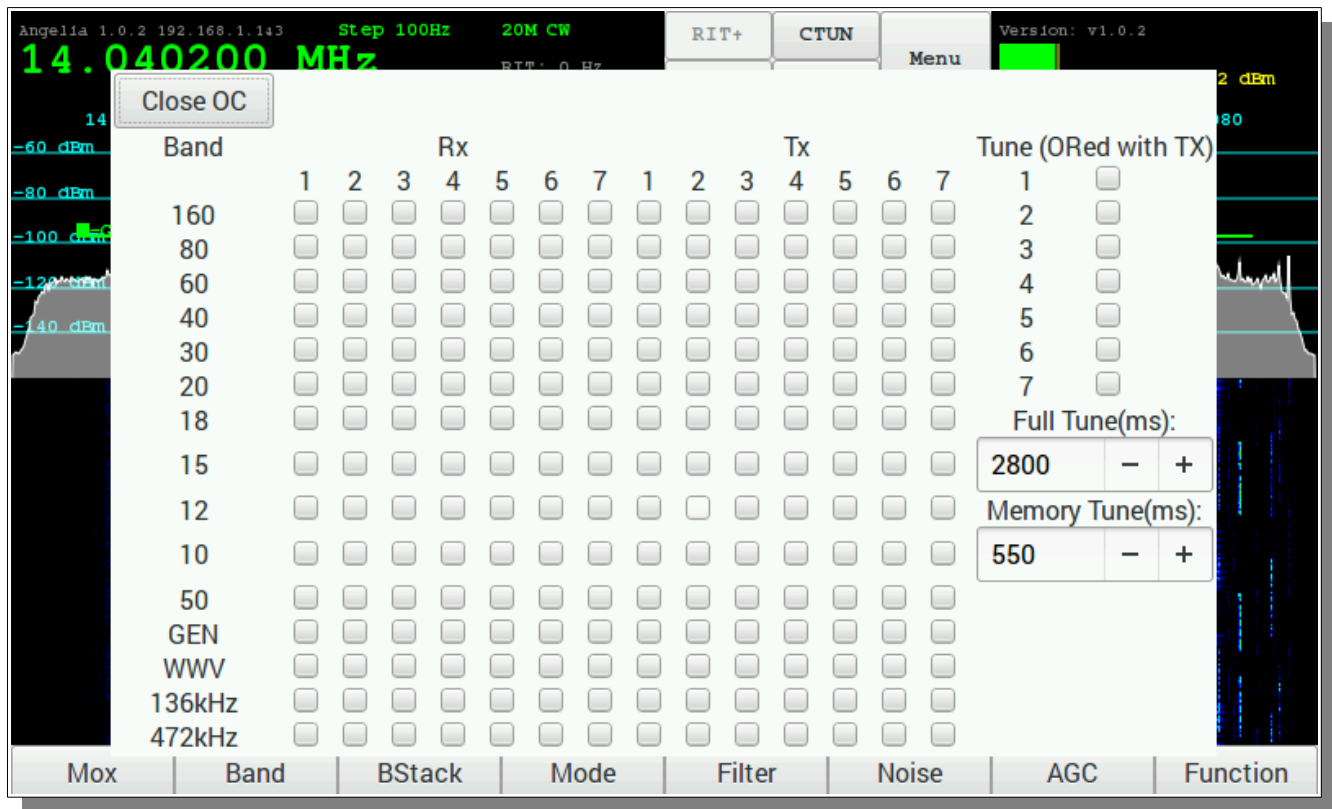 Angelia 1.0.2 192.168.1.143 Step 100Hz 20M CW RIT+ CTUN Menu Version: v1.0.2
14.040200 MHz RIT: 0 Hz
2 dBm
Close OC
14 080
-60 dBm Band Rx Tx Tune (ORed with TX)
1 2 3 4 5 6 7 1 2 3 4 5 6 7 1
-80 dBm
160 2
-100 dBm
80 3
-120 dBm 60 4
40 5
-140 dBm
30 6
20 7
18 Full Tune(ms):
15 2800 − +
12 Memory Tune(ms):
10 550 − +
50
GEN
WWV
136kHz
472kHz
Mox Band BStack Mode Filter Noise AGC Function